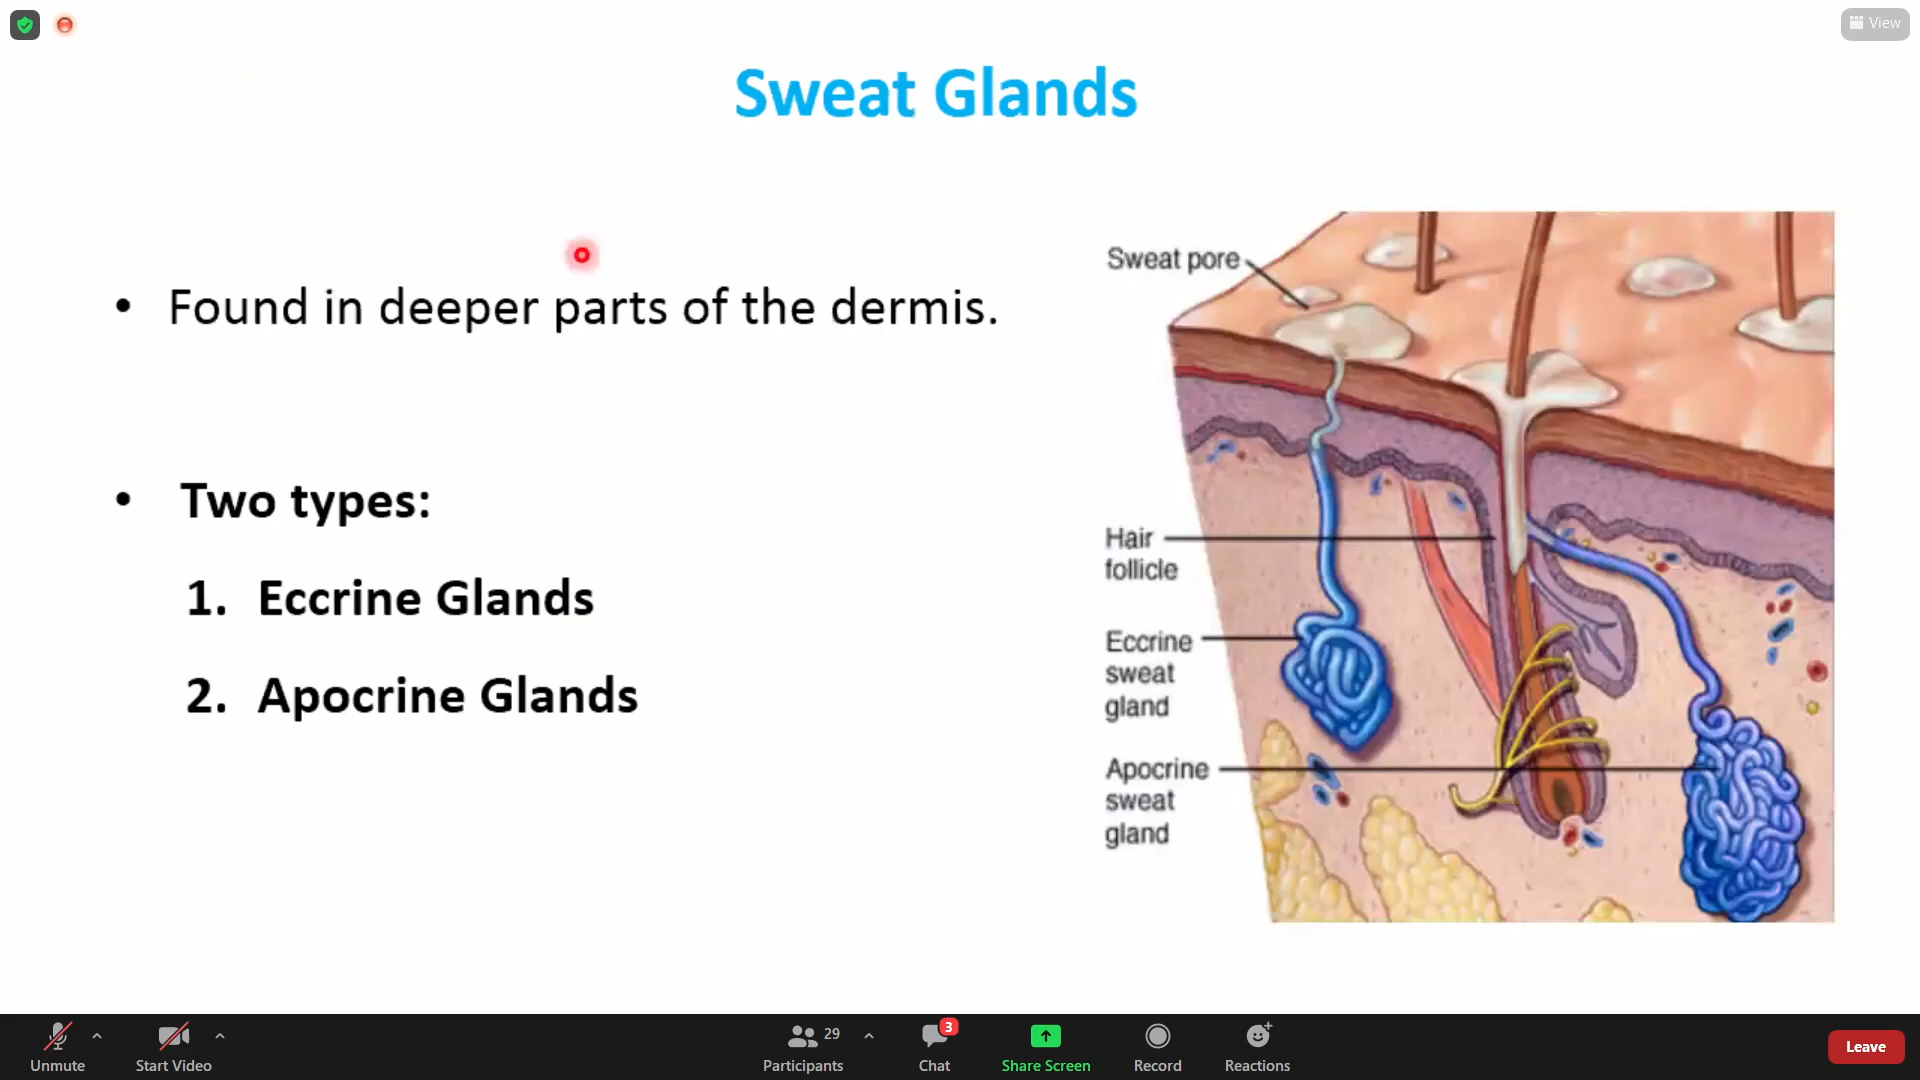 View
Sweat Glands
• Found in deeper parts of the dermis.
• Two types:
1. Eccrine Glands
2. Apocrine Glands
Sweat pore
Hair
follicle
Eccrine
sweat
gland
Apocrine
sweat
gland
Unmute
Start Video
29
Participants
3
Chat
Share Screen
Record
Reactions
Leave